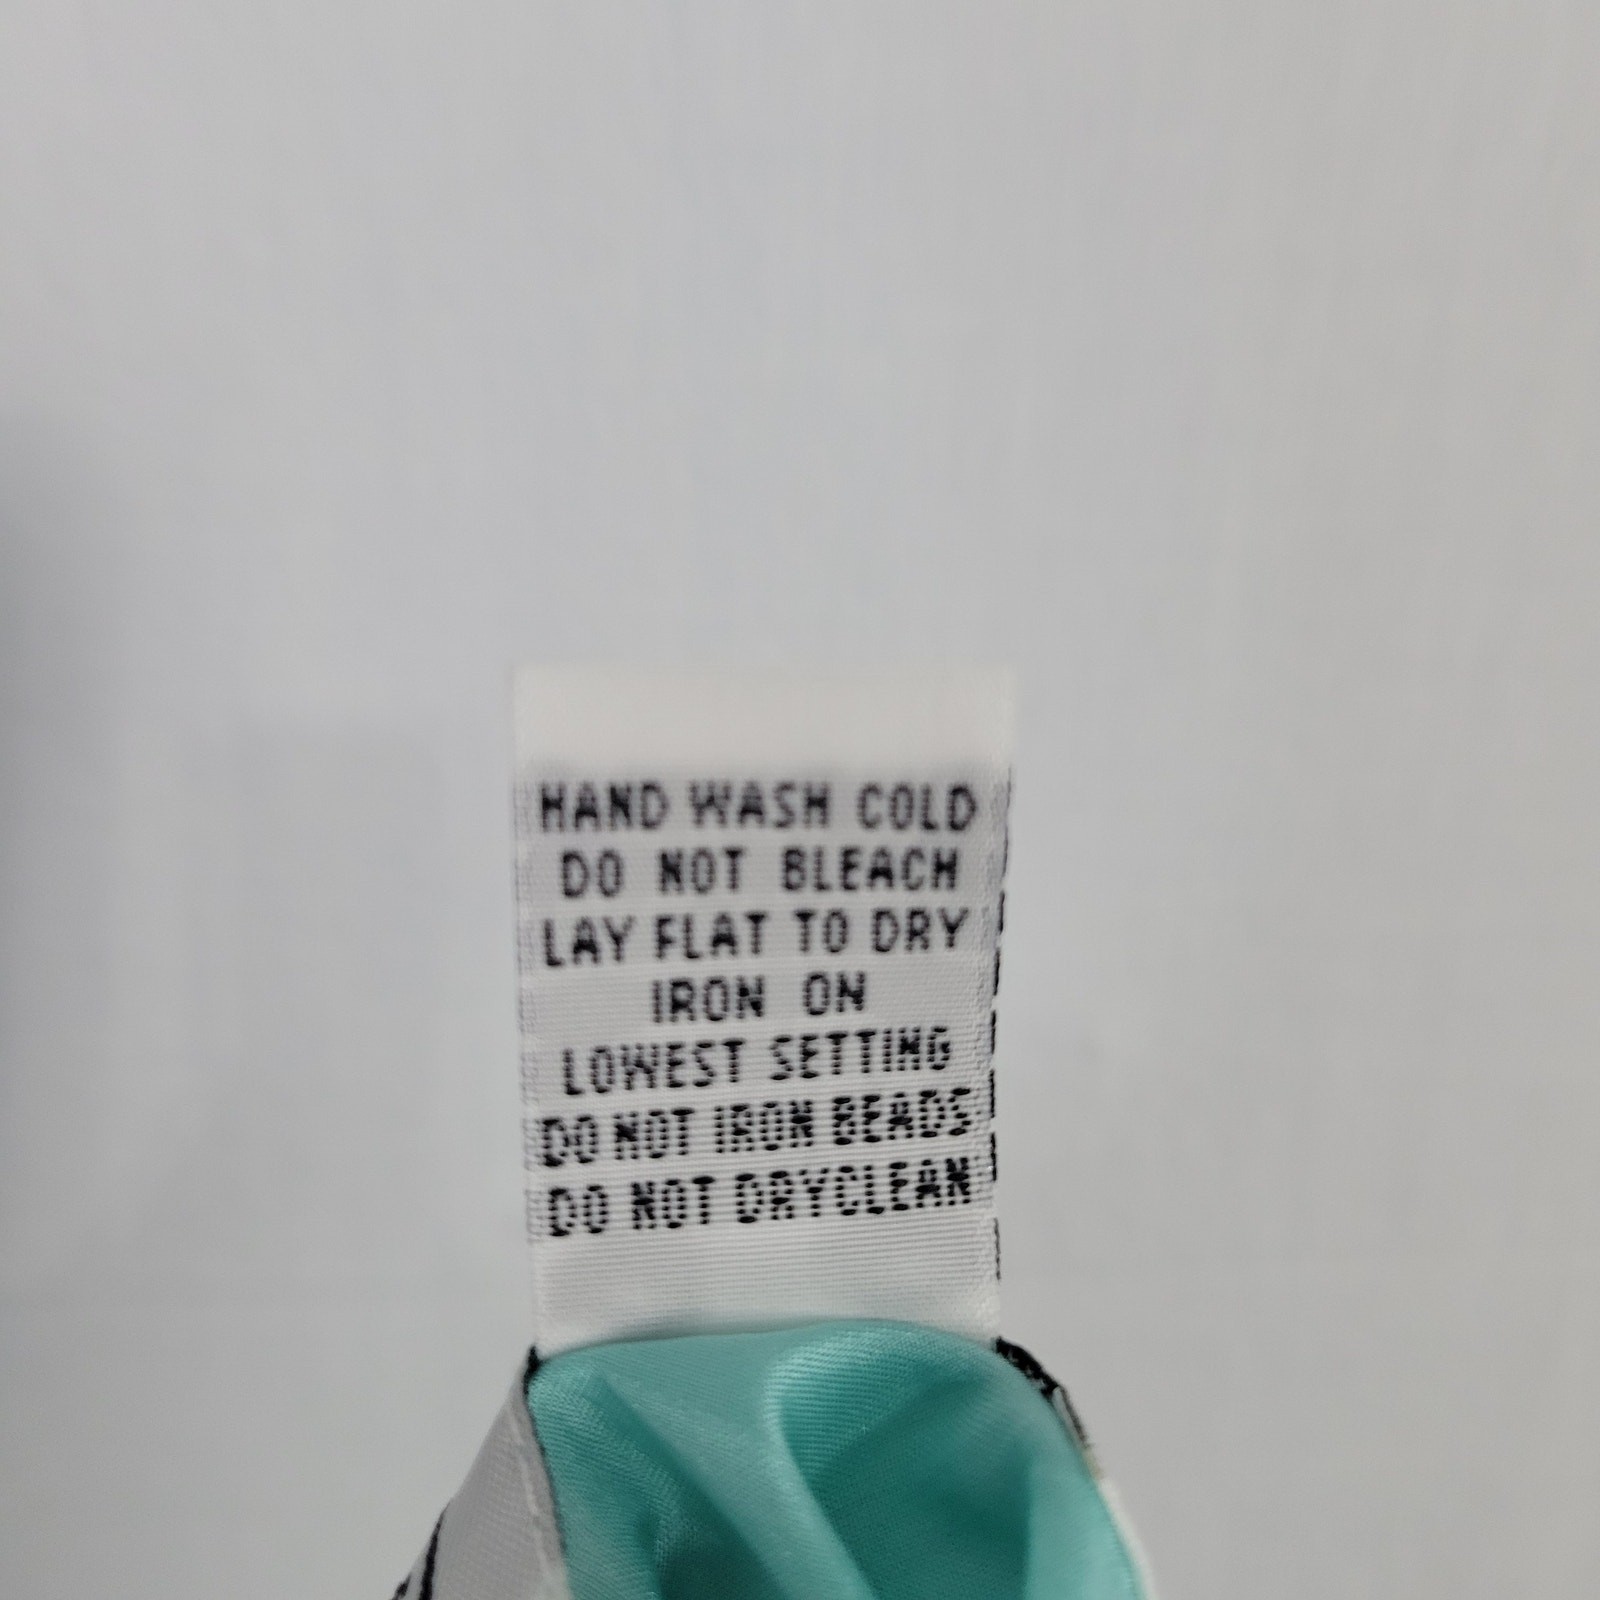 HAND WASH COLD
DO NOT BLEACH
LAY FLAT TO DRY
IRON ON
LOWEST SETTING
DO NOT IRON BEADS
DO NOT DRYCLEAN